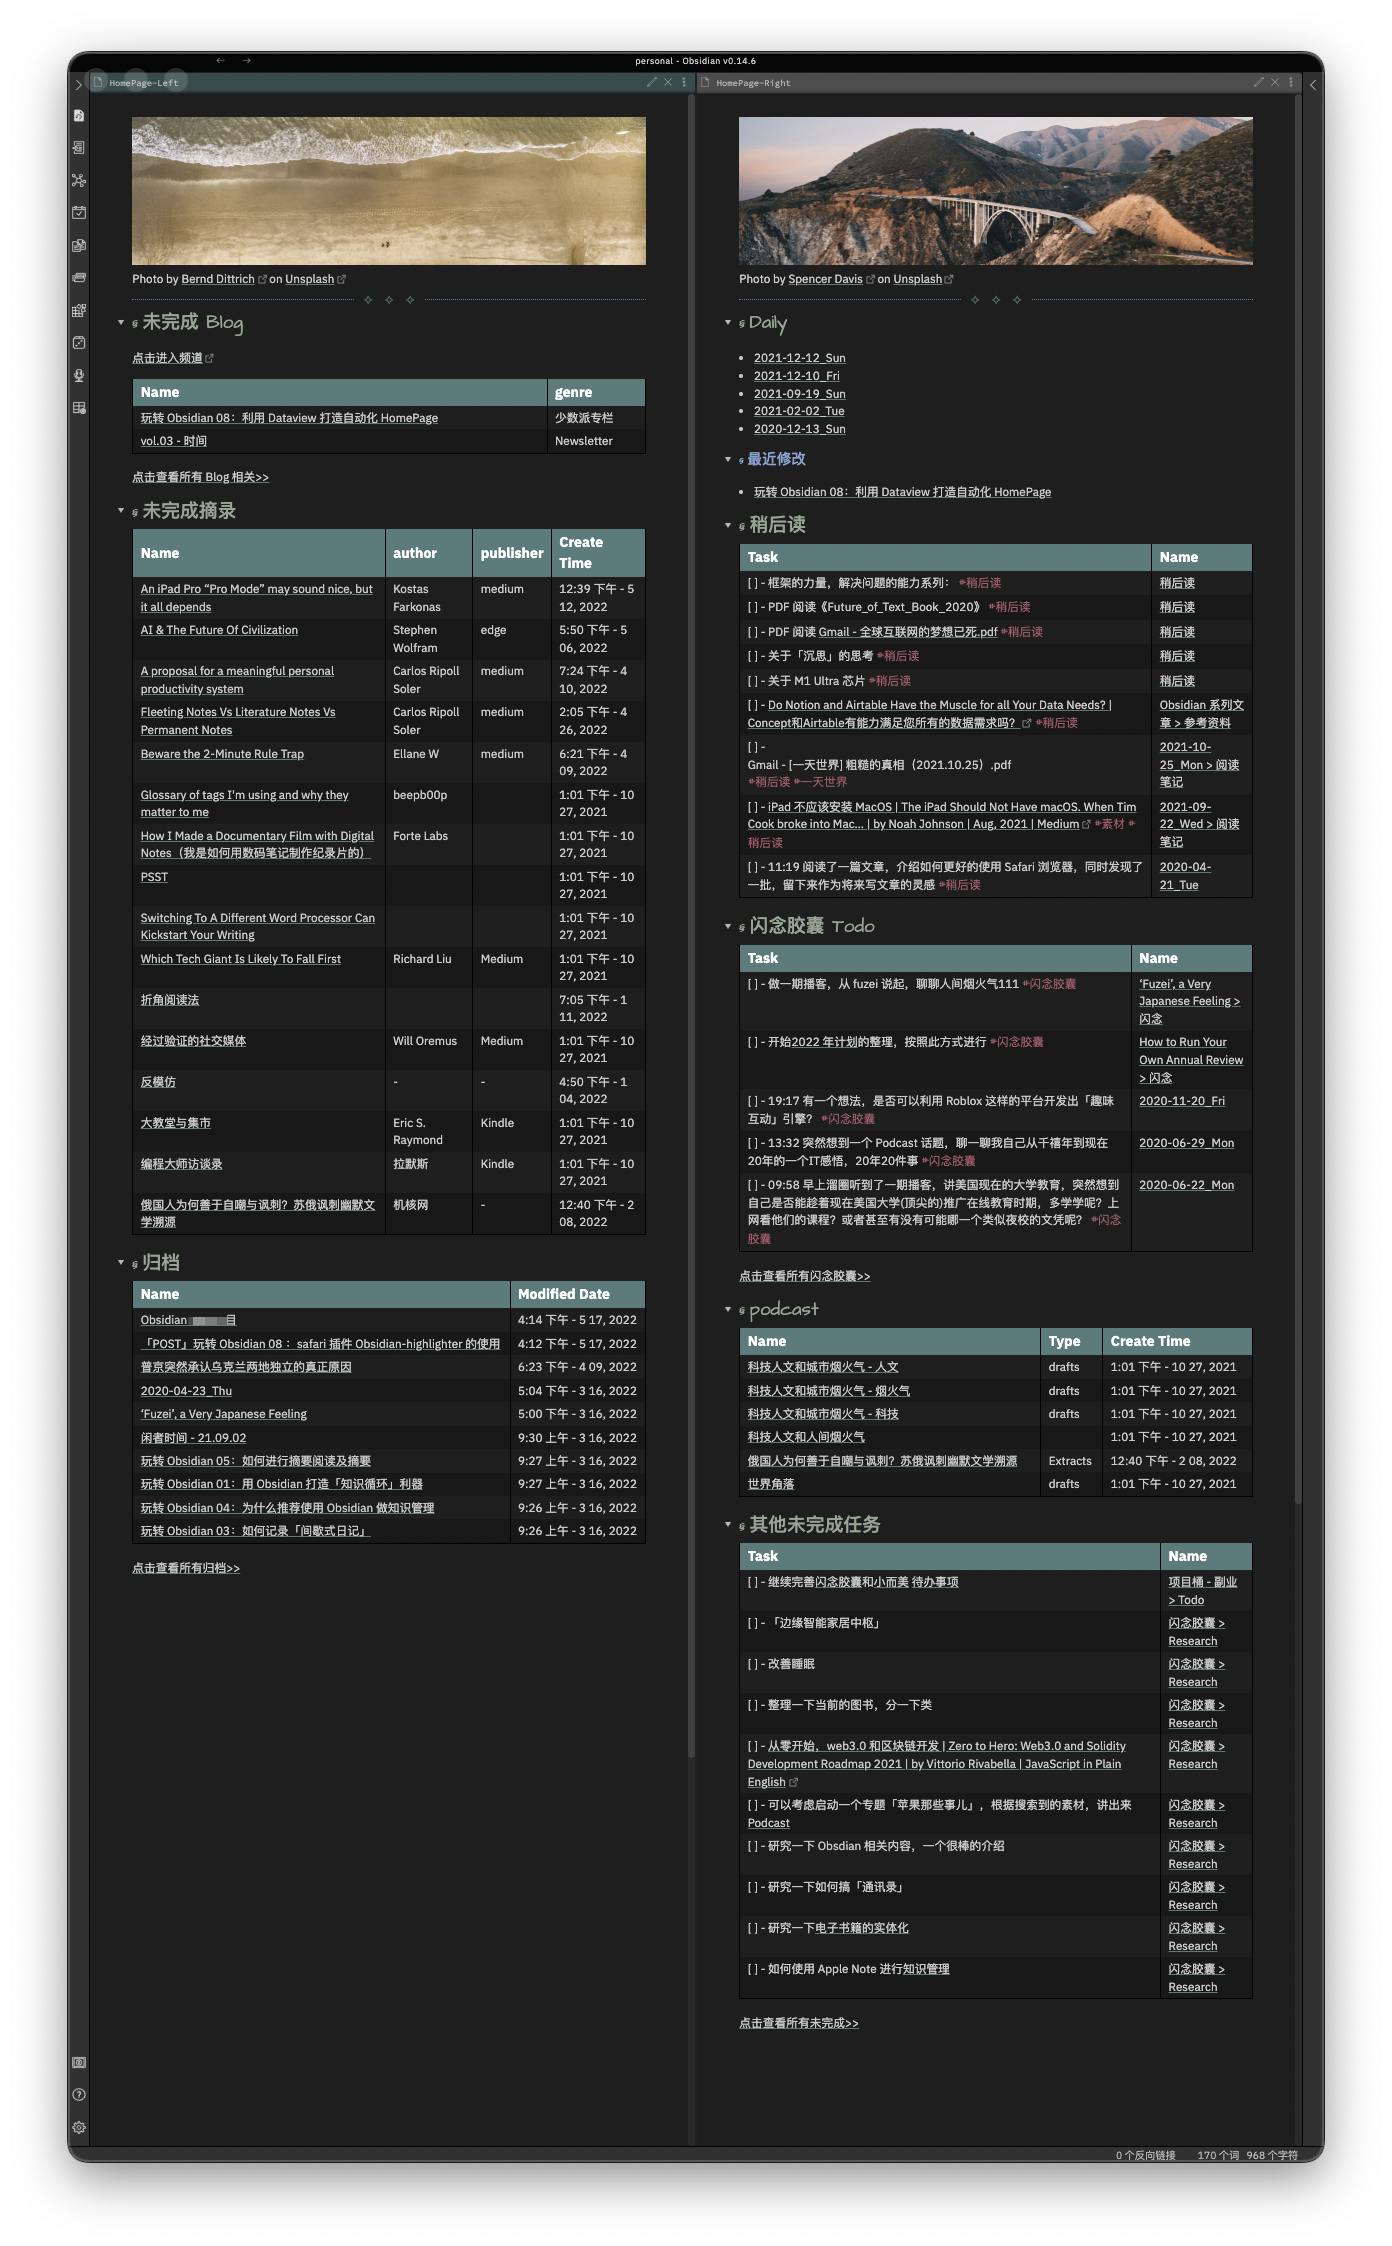 personal - Obsidian v0.14.6
HomePage-Left
Photo by Bernd Dittrich on Unsplash
未完成 Blog
点击进入频道
Name genre
玩转 Obsidian 08：利用 Dataview 打造自动化 HomePage 少数派专栏
vol.03 - 时间 Newsletter
点击查看所有 Blog 相关>>
未完成摘录
Name author publisher Create
Time
An iPad Pro “Pro Mode” may sound nice, but Kostas medium 12:39 下午 - 5
it all depends Farkonas 12, 2022
AI & The Future Of Civilization Stephen edge 5:50 下午 - 5
Wolfram 06, 2022
A proposal for a meaningful personal Carlos Ripoll medium 7:24 下午 - 4
productivity system Soler 10, 2022
Fleeting Notes Vs Literature Notes Vs Carlos Ripoll medium 2:05 下午 - 4
Permanent Notes Soler 26, 2022
Beware the 2-Minute Rule Trap Ellane W medium 6:21 下午 - 4
09, 2022
Glossary of tags I'm using and why they beepb00p 1:01 下午 - 10
matter to me 27, 2021
How I Made a Documentary Film with Digital Forte Labs 1:01 下午 - 10
Notes（我是如何用数码笔记制作纪录片的） 27, 2021
PSST 1:01 下午 - 10
27, 2021
Switching To A Different Word Processor Can 1:01 下午 - 10
Kickstart Your Writing 27, 2021
Which Tech Giant Is Likely To Fall First Richard Liu Medium 1:01 下午 - 10
27, 2021
折角阅读法 7:05 下午 - 1
11, 2022
经过验证的社交媒体 Will Oremus Medium 1:01 下午 - 10
27, 2021
反模仿 - - 4:50 下午 - 1
04, 2022
大教堂与集市 Eric S. Kindle 1:01 下午 - 10
Raymond 27, 2021
编程大师访谈录 拉默斯 Kindle 1:01 下午 - 10
27, 2021
俄国人为何善于自嘲与讽刺？苏俄讽刺幽默文 机核网 - 12:40 下午 - 2
学溯源 08, 2022
归档
Name Modified Date
Obsidian 目 4:14 下午 - 5 17, 2022
「POST」玩转 Obsidian 08 ：safari 插件 Obsidian-highlighter 的使用 4:12 下午 - 5 17, 2022
普京突然承认乌克兰两地独立的真正原因 6:23 下午 - 4 09, 2022
2020-04-23_Thu 5:04 下午 - 3 16, 2022
‘Fuzei’, a Very Japanese Feeling 5:00 下午 - 3 16, 2022
闲者时间 - 21.09.02 9:30 上午 - 3 16, 2022
玩转 Obsidian 05：如何进行摘要阅读及摘要 9:27 上午 - 3 16, 2022
玩转 Obsidian 01：用 Obsidian 打造「知识循环」利器 9:27 上午 - 3 16, 2022
玩转 Obsidian 04：为什么推荐使用 Obsidian 做知识管理 9:26 上午 - 3 16, 2022
玩转 Obsidian 03：如何记录「间歇式日记」 9:26 上午 - 3 16, 2022
点击查看所有归档>>
HomePage-Right
Photo by Spencer Davis on Unsplash
Daily
• 2021-12-12_Sun
• 2021-12-10_Fri
• 2021-09-19_Sun
• 2021-02-02_Tue
• 2020-12-13_Sun
最近修改
• 玩转 Obsidian 08：利用 Dataview 打造自动化 HomePage
稍后读
Task Name
[ ] - 框架的力量，解决问题的能力系列： #稍后读 稍后读
[ ] - PDF 阅读《Future_of_Text_Book_2020》 #稍后读 稍后读
[ ] - PDF 阅读 Gmail - 全球互联网的梦想已死.pdf #稍后读 稍后读
[ ] - 关于「沉思」的思考 #稍后读 稍后读
[ ] - 关于 M1 Ultra 芯片 #稍后读 稍后读
[ ] - Do Notion and Airtable Have the Muscle for all Your Data Needs? | Obsidian 系列文
Concept和Airtable有能力满足您所有的数据需求吗？ #稍后读 章 > 参考资料
[ ] - 2021-10-
Gmail - [一天世界] 粗糙的真相（2021.10.25）.pdf 25_Mon > 阅读
#稍后读 #一天世界 笔记
[ ] - iPad 不应该安装 MacOS | The iPad Should Not Have macOS. When Tim 2021-09-
Cook broke into Mac... | by Noah Johnson | Aug, 2021 | Medium #素材 # 22_Wed > 阅读
稍后读 笔记
[ ] - 11:19 阅读了一篇文章，介绍如何更好的使用 Safari 浏览器，同时发现了 2020-04-
一批，留下来作为将来写文章的灵感 #稍后读 21_Tue
闪念胶囊 Todo
Task Name
[ ] - 做一期播客，从 fuzei 说起，聊聊人间烟火气111 #闪念胶囊 ‘Fuzei’, a Very
Japanese Feeling >
闪念
[ ] - 开始2022 年计划的整理，按照此方式进行 #闪念胶囊 How to Run Your
Own Annual Review
> 闪念
[ ] - 19:17 有一个想法，是否可以利用 Roblox 这样的平台开发出「趣味 2020-11-20_Fri
互动」引擎？ #闪念胶囊
[ ] - 13:32 突然想到一个 Podcast 话题，聊一聊我自己从千禧年到现在 2020-06-29_Mon
20年的一个IT感悟，20年20件事 #闪念胶囊
[ ] - 09:58 早上溜圈听到了一期播客，讲美国现在的大学教育，突然想到 2020-06-22_Mon
自己是否能趁着现在美国大学(顶尖的)推广在线教育时期，多学学呢？上
网看他们的课程？或者甚至有没有可能哪一个类似夜校的文凭呢？ #闪念
胶囊
点击查看所有闪念胶囊>>
podcast
Name Type Create Time
科技人文和城市烟火气 - 人文 drafts 1:01 下午 - 10 27, 2021
科技人文和城市烟火气 - 烟火气 drafts 1:01 下午 - 10 27, 2021
科技人文和城市烟火气 - 科技 drafts 1:01 下午 - 10 27, 2021
科技人文和人间烟火气 1:01 下午 - 10 27, 2021
俄国人为何善于自嘲与讽刺？苏俄讽刺幽默文学溯源 Extracts 12:40 下午 - 2 08, 2022
世界角落 drafts 1:01 下午 - 10 27, 2021
其他未完成任务
Task Name
[ ] - 继续完善闪念胶囊和小而美 待办事项 项目桶 - 副业
> Todo
[ ] - 「边缘智能家居中枢」 闪念胶囊 >
Research
[ ] - 改善睡眠 闪念胶囊 >
Research
[ ] - 整理一下当前的图书，分一下类 闪念胶囊 >
Research
[ ] - 从零开始，web3.0 和区块链开发 | Zero to Hero: Web3.0 and Solidity 闪念胶囊 >
Development Roadmap 2021 | by Vittorio Rivabella | JavaScript in Plain Research
English
[ ] - 可以考虑启动一个专题「苹果那些事儿」，根据搜索到的素材，讲出来 闪念胶囊 >
Podcast Research
[ ] - 研究一下 Obsdian 相关内容，一个很棒的介绍 闪念胶囊 >
Research
[ ] - 研究一下如何搞「通讯录」 闪念胶囊 >
Research
[ ] - 研究一下电子书籍的实体化 闪念胶囊 >
Research
[ ] - 如何使用 Apple Note 进行知识管理 闪念胶囊 >
Research
点击查看所有未完成>>
0 个反向链接 170 个词 968 个字符